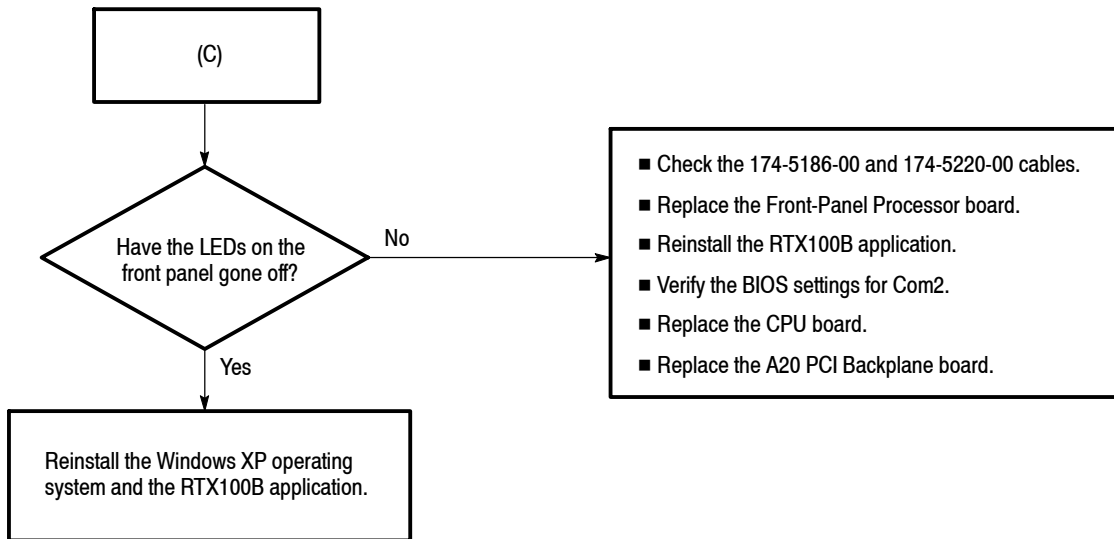 (C)
Have the LEDs on the
front panel gone off?
No
Yes
■ Check the 174-5186-00 and 174-5220-00 cables.
■ Replace the Front-Panel Processor board.
■ Reinstall the RTX100B application.
■ Verify the BIOS settings for Com2.
■ Replace the CPU board.
■ Replace the A20 PCI Backplane board.
Reinstall the Windows XP operating
system and the RTX100B application.